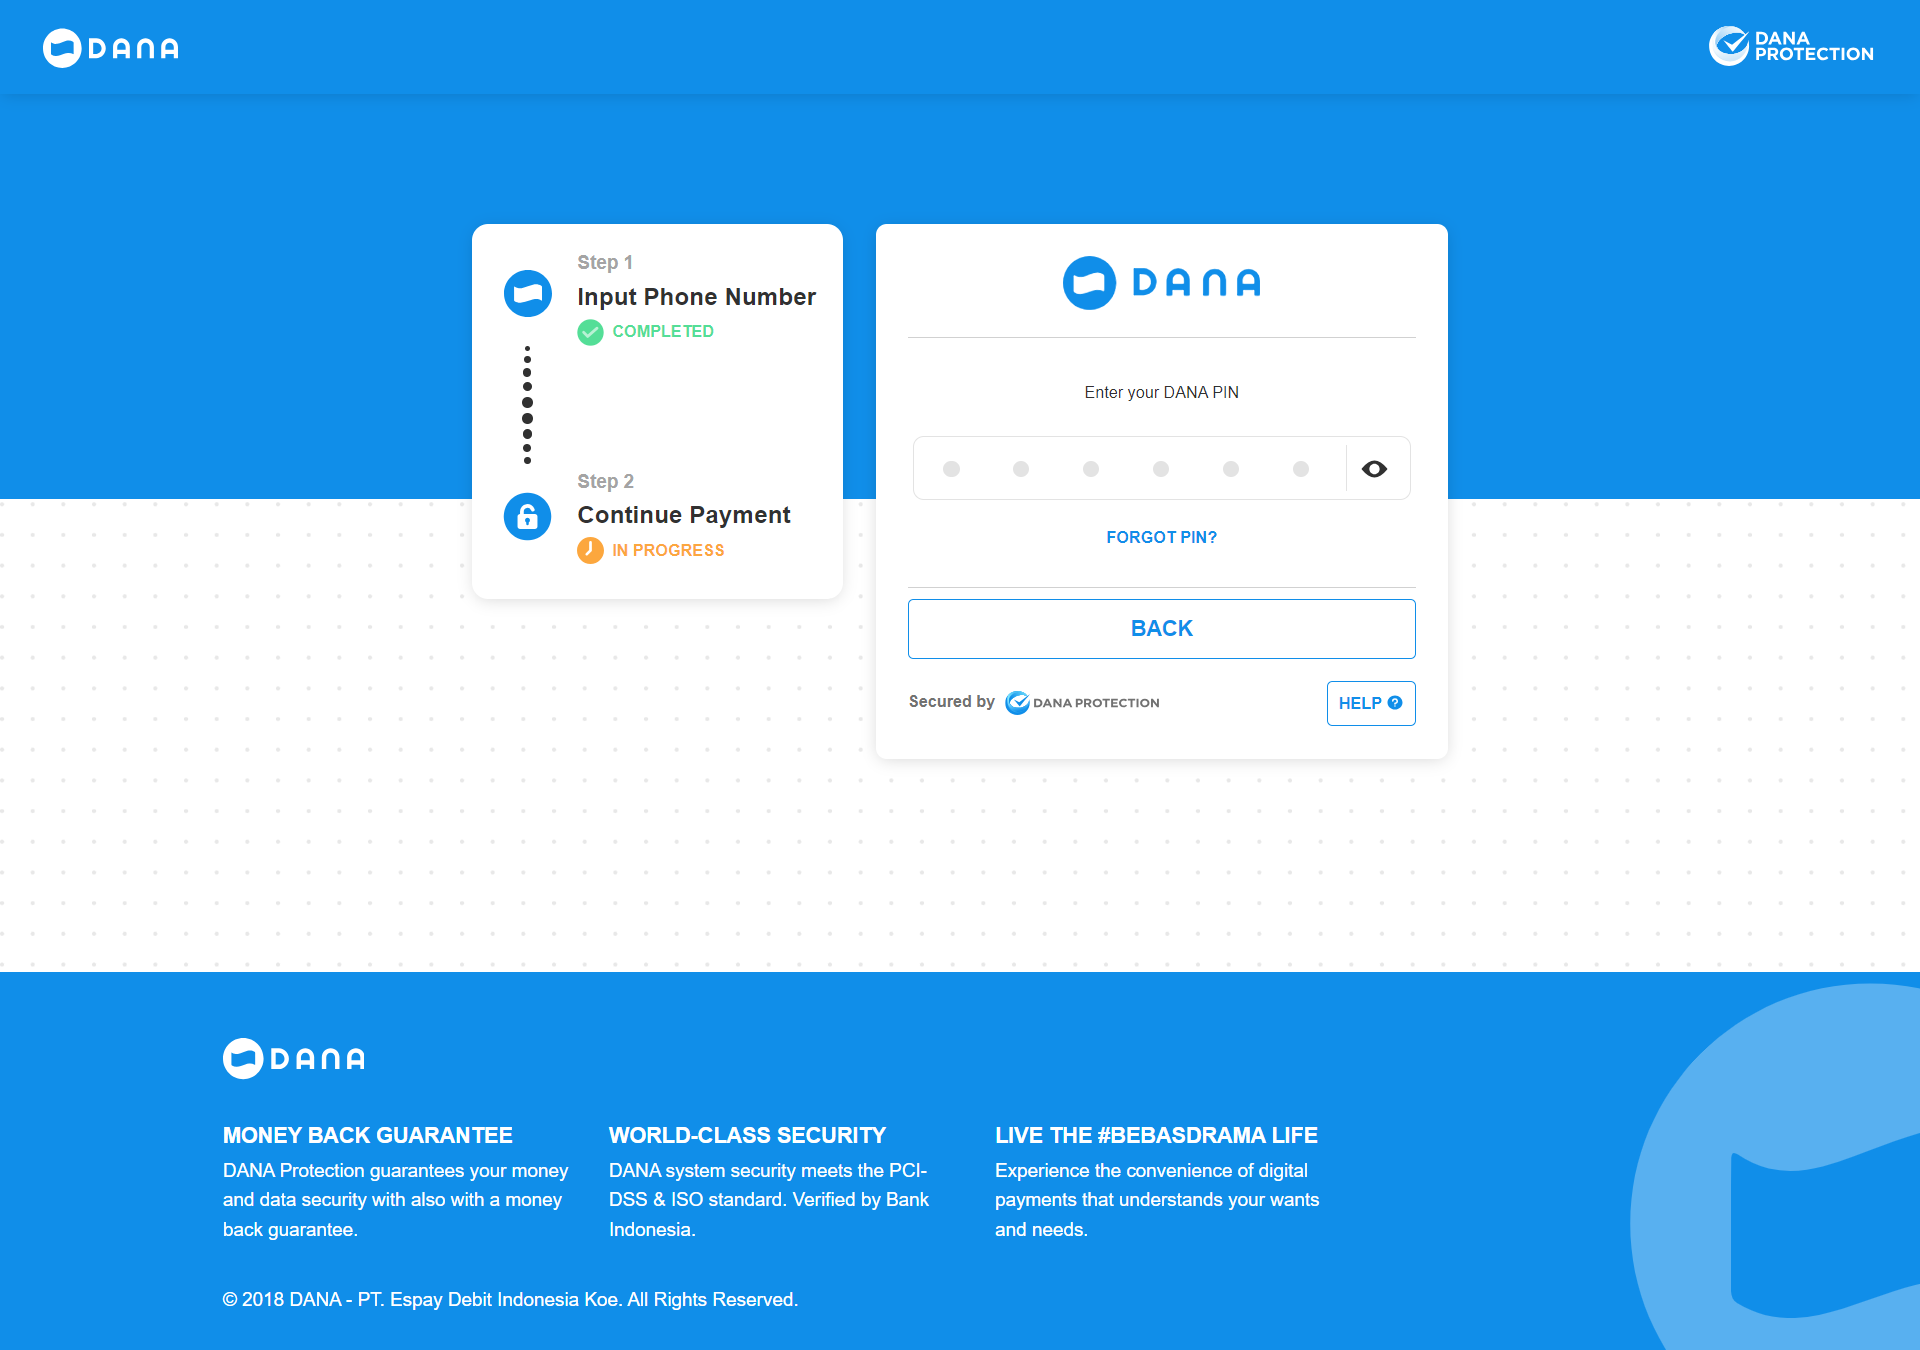 DANA
DANA
PROTECTION
Step 1
Input Phone Number
COMPLETED
Step 2
Continue Payment
IN PROGRESS
DANA
Enter your DANA PIN
FORGOT PIN?
BACK
Secured by DANA PROTECTION
HELP ?
DANA
MONEY BACK GUARANTEE
DANA Protection guarantees your money
and data security with also with a money
back guarantee.
WORLD-CLASS SECURITY
DANA system security meets the PCI-
DSS & ISO standard. Verified by Bank
Indonesia.
LIVE THE #BEBASDRAMA LIFE
Experience the convenience of digital
payments that understands your wants
and needs.
© 2018 DANA - PT. Espay Debit Indonesia Koe. All Rights Reserved.